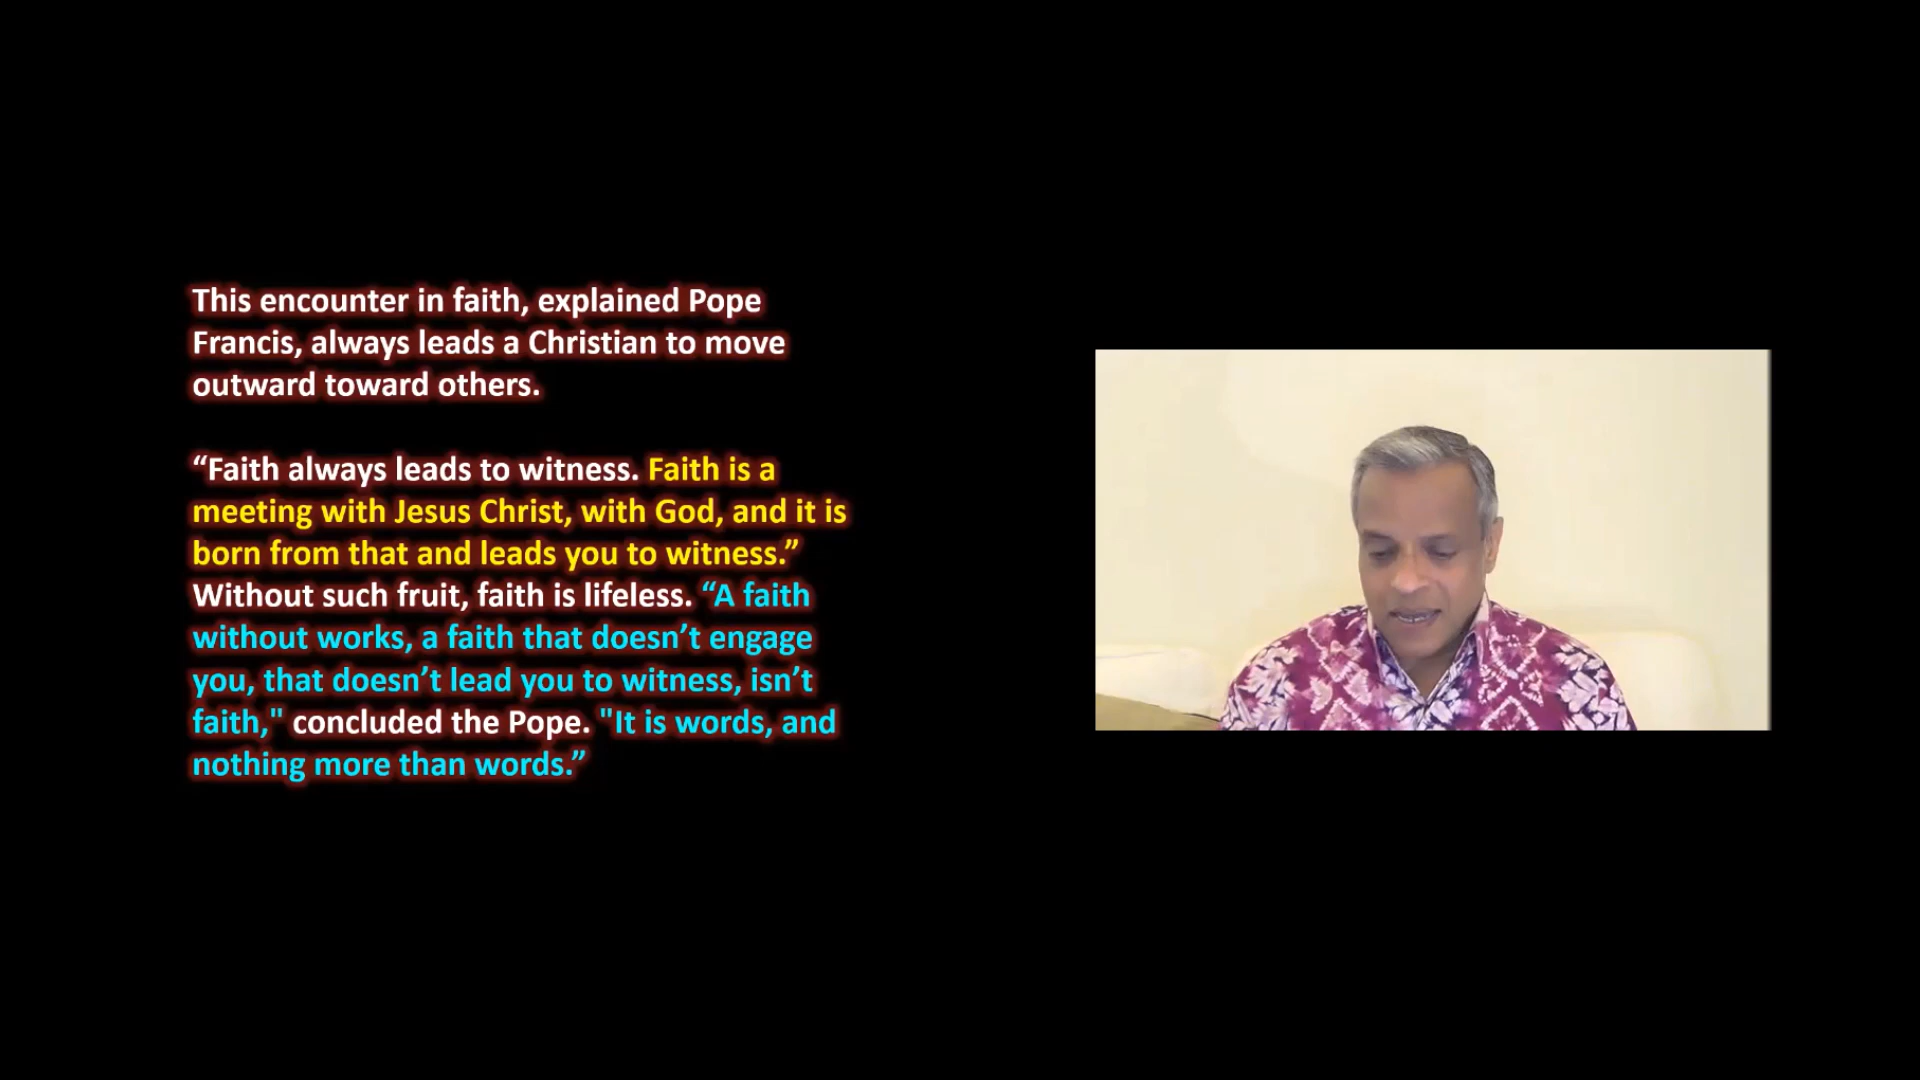 This encounter in faith, explained Pope
Francis, always leads a Christian to move
outward toward others.
“Faith always leads to witness. Faith is a
meeting with Jesus Christ, with God, and it is
born from that and leads you to witness.”
Without such fruit, faith is lifeless. “A faith
without works, a faith that doesn’t engage
you, that doesn’t lead you to witness, isn’t
faith," concluded the Pope. "It is words, and
nothing more than words.”